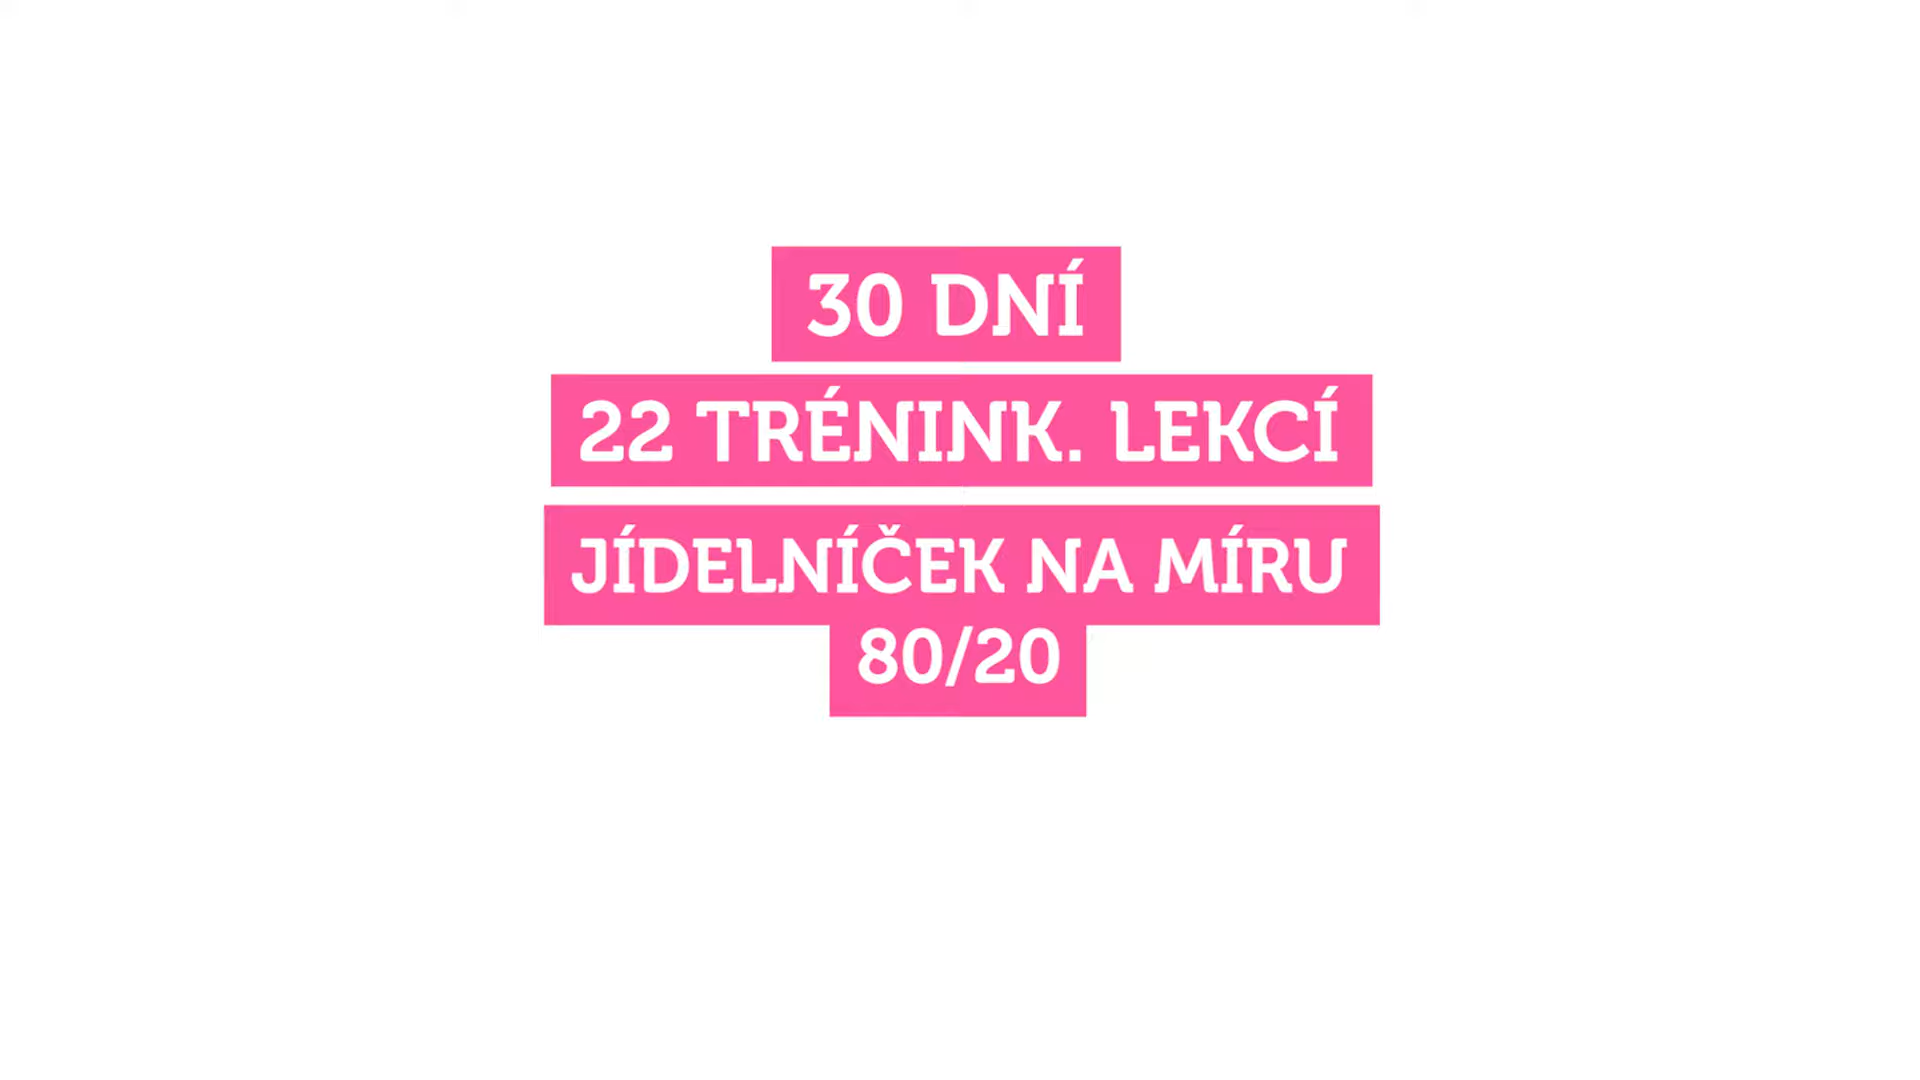 30 DNÍ
22 TRÉNINK. LEKCÍ
JÍDELNÍČEK NA MÍRU
80/20